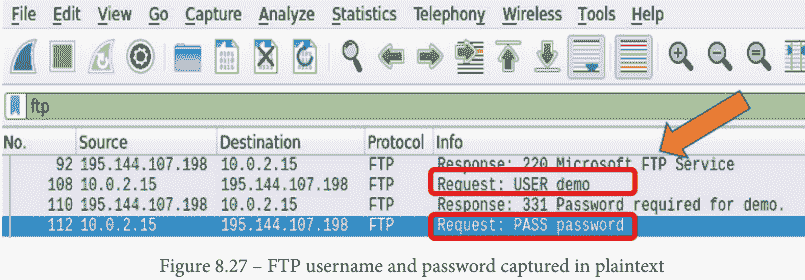 File Edit View Go Capture Analyze Statistics Telephony Wireless Tools Help
ftp
No. Source Destination Protocol Info
92 195.144.107.198 10.0.2.15 FTP Response: 220 Microsoft FTP Service
108 10.0.2.15 195.144.107.198 FTP Request: USER demo
110 195.144.107.198 10.0.2.15 FTP Response: 331 Password required for demo.
112 10.0.2.15 195.144.107.198 FTP Request: PASS password
Figure 8.27 – FTP username and password captured in plaintext